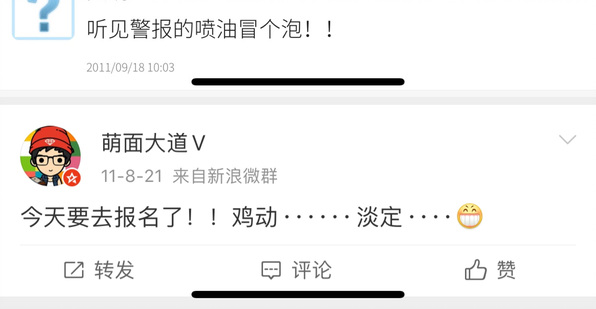 听见警报的喷油冒个泡！！
2011/09/18 10:03
萌面大道V
11-8-21 来自新浪微群
今天要去报名了！！鸡动······淡定····
转发 评论 赞